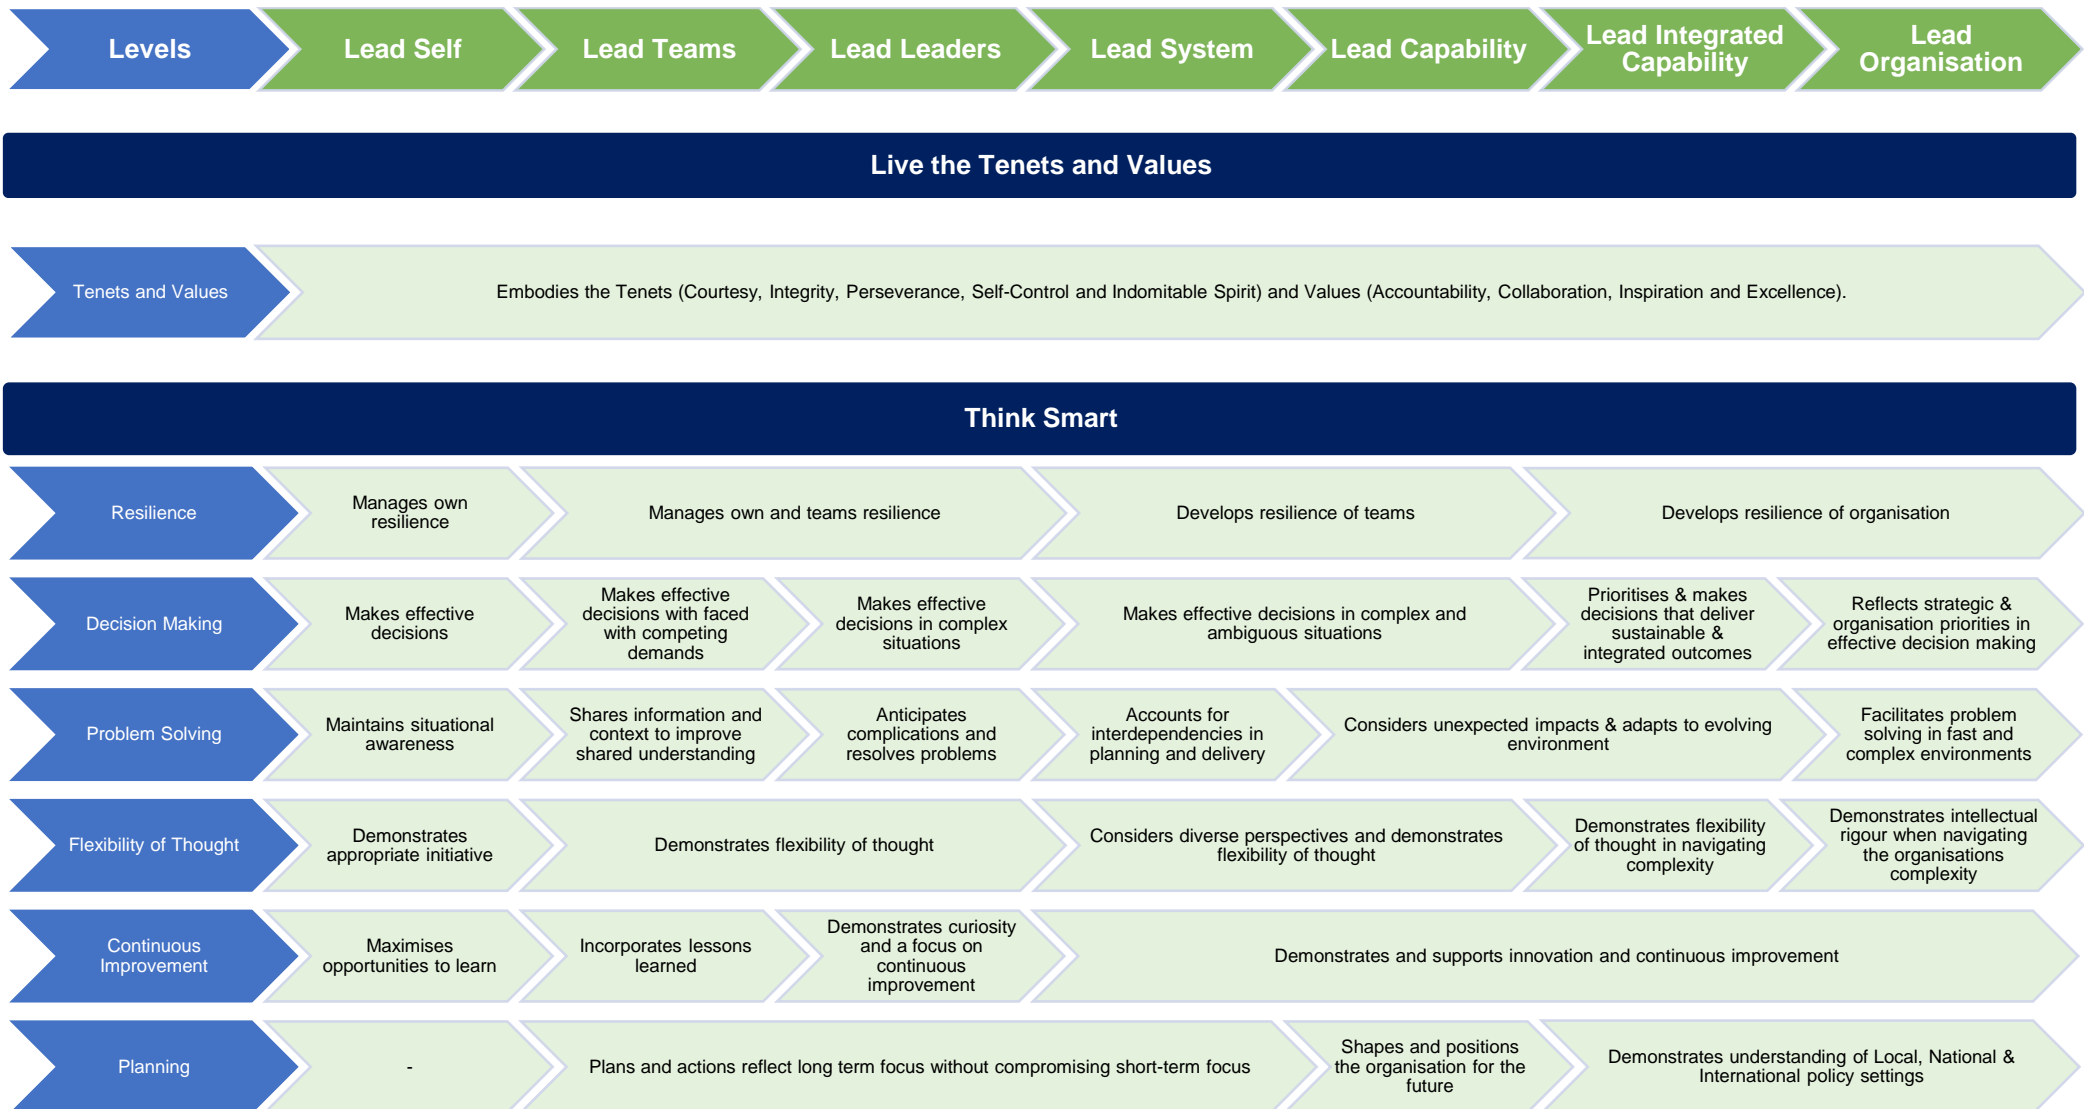 Levels
Lead Self
Lead Teams
Lead Leaders
Lead System
Lead Capability
Lead Integrated
Capability
Lead
Organisation
Live the Tenets and Values
Tenets and Values
Embodies the Tenets (Courtesy, Integrity, Perseverance, Self-Control and Indomitable Spirit) and Values (Accountability, Collaboration, Inspiration and Excellence).
Think Smart
Resilience
Manages own
resilience
Manages own and teams resilience
Develops resilience of teams
Develops resilience of organisation
Decision Making
Makes effective
decisions
Makes effective
decisions with faced
with competing
demands
Makes effective
decisions in complex
situations
Makes effective decisions in complex and
ambiguous situations
Prioritises & makes
decisions that deliver
sustainable &
integrated outcomes
Reflects strategic &
organisation priorities in
effective decision making
Problem Solving
Maintains situational
awareness
Shares information and
context to improve
shared understanding
Anticipates
complications and
resolves problems
Accounts for
interdependencies in
planning and delivery
Considers unexpected impacts & adapts to evolving
environment
Facilitates problem
solving in fast and
complex environments
Flexibility of Thought
Demonstrates
appropriate initiative
Demonstrates flexibility of thought
Considers diverse perspectives and demonstrates
flexibility of thought
Demonstrates flexibility
of thought in navigating
complexity
Demonstrates intellectual
rigour when navigating
the organisations
complexity
Continuous
Improvement
Maximises
opportunities to learn
Incorporates lessons
learned
Demonstrates curiosity
and a focus on
continuous
improvement
Demonstrates and supports innovation and continuous improvement
Planning
-
Plans and actions reflect long term focus without compromising short-term focus
Shapes and positions
the organisation for the
future
Demonstrates understanding of Local, National &
International policy settings